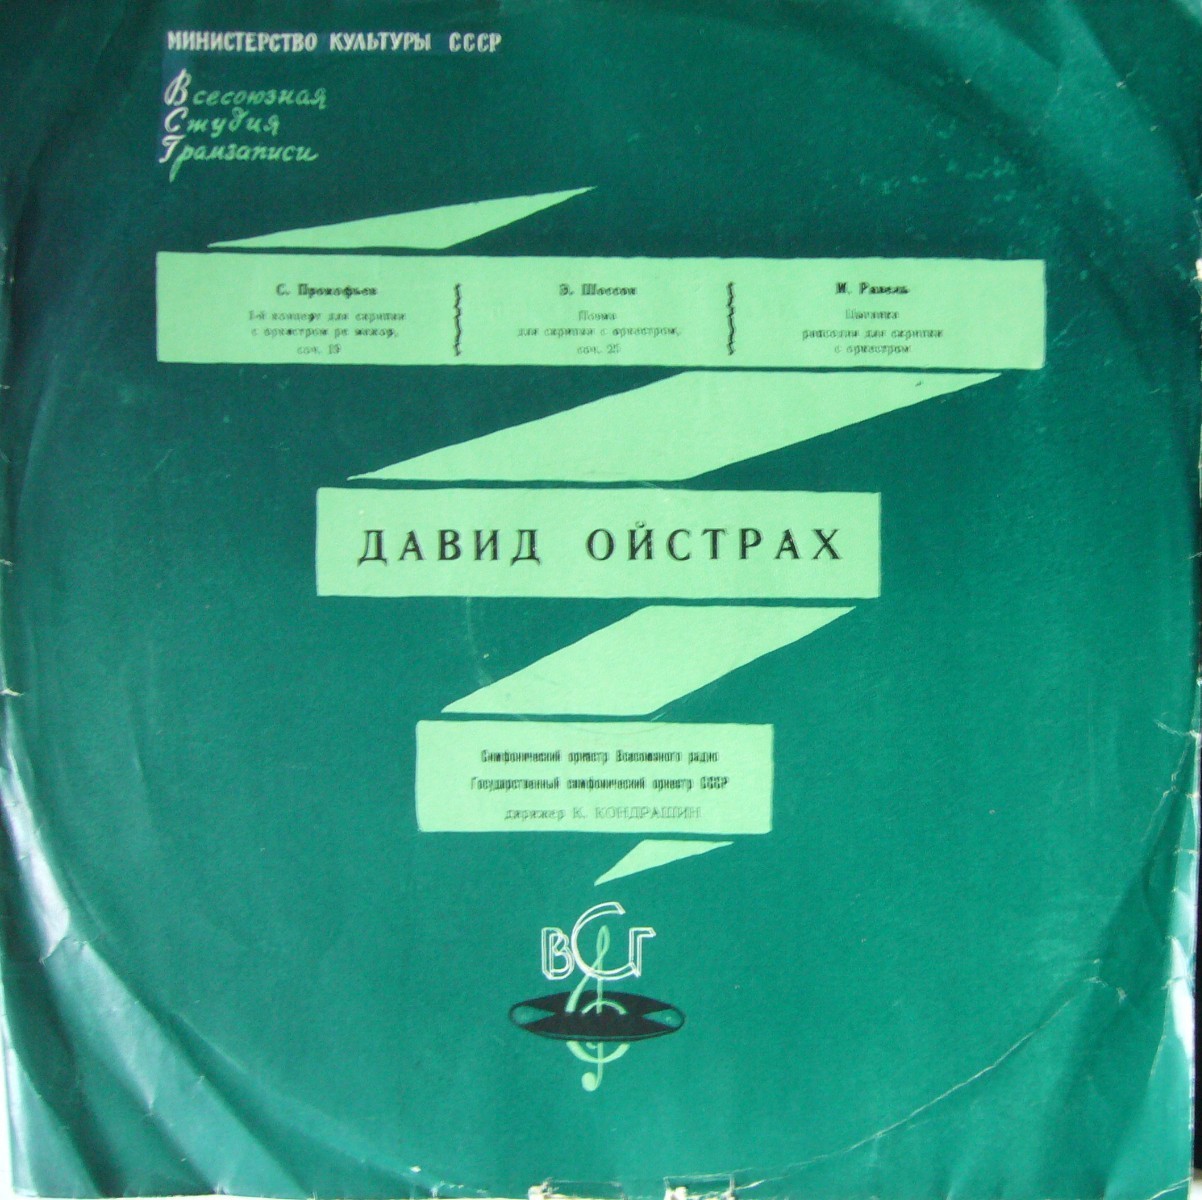 МИНИСТЕРСТВО КУЛЬТУРЫ СССР
Всесоюзная
Студия
Грамзаписи
С. Прокофьев
1-й концерт для скрипки
с оркестром ре мажор,
соч. 19
Э. Шоссон
Поэма
для скрипки с оркестром,
соч. 25
М. Равель
Цыганка
рапсодия для скрипки
с оркестром
ДАВИД ОЙСТРАХ
Симфонический оркестр Всесоюзного радио
Государственный симфонический оркестр СССР
дирижер К. КОНДРАШИН
ВСГ